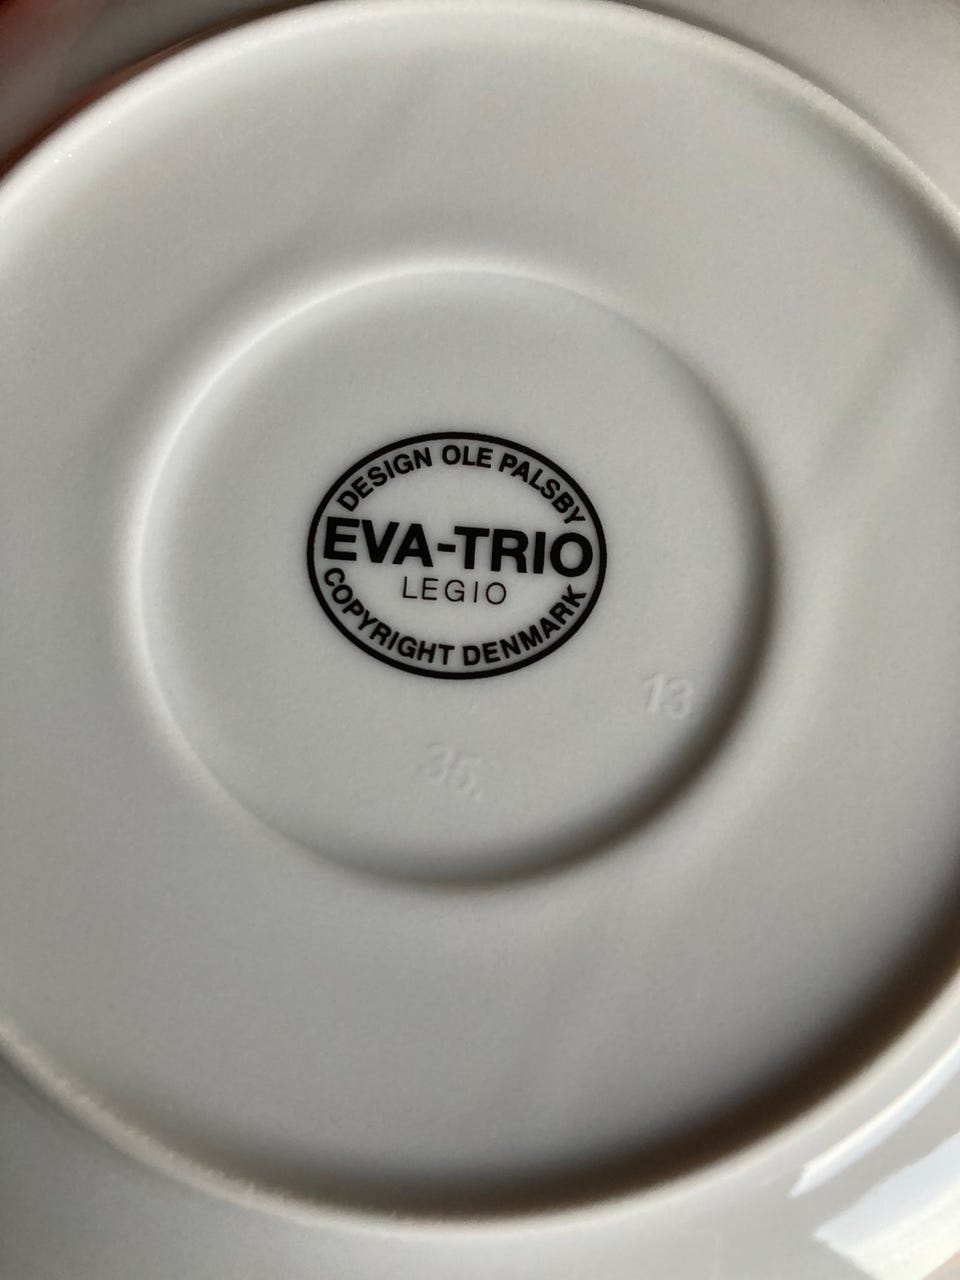 DESIGN OLE PALSBY
EVA-TRIO
LEGIO
COPYRIGHT DENMARK
13
35.